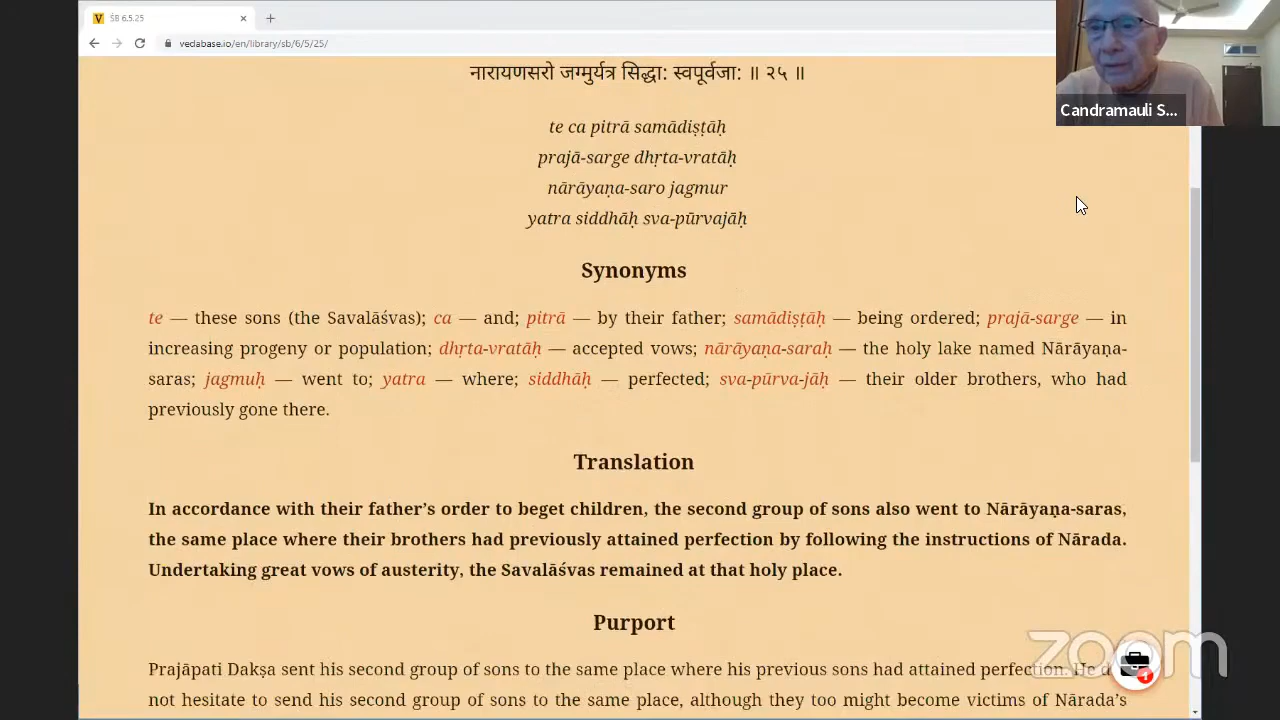 ŚB 6.5.25
vedabase.io/en/library/sb/6/5/25/
Candramauli S...
नारायणसरो जग्मुर्यत्र सिद्धा: स्वपूर्वजा: ॥ २५ ॥
te ca pitrā samādiṣṭāḥ
prajā-sarge dhṛta-vratāḥ
nārāyaṇa-saro jagmur
yatra siddhāḥ sva-pūrvajāḥ
Synonyms
te — these sons (the Savalāśvas); ca — and; pitrā — by their father; samādiṣṭāḥ — being ordered; prajā-sarge — in
increasing progeny or population; dhṛta-vratāḥ — accepted vows; nārāyaṇa-saraḥ — the holy lake named Nārāyaṇa-
saras; jagmuḥ — went to; yatra — where; siddhāḥ — perfected; sva-pūrva-jāḥ — their older brothers, who had
previously gone there.
Translation
In accordance with their father’s order to beget children, the second group of sons also went to Nārāyaṇa-saras,
the same place where their brothers had previously attained perfection by following the instructions of Nārada.
Undertaking great vows of austerity, the Savalāśvas remained at that holy place.
Purport
Prajāpati Dakṣa sent his second group of sons to the same place where his previous sons had attained perfection. He
not hesitate to send his second group of sons to the same place, although they too might become victims of Nārada’s
zoom
4